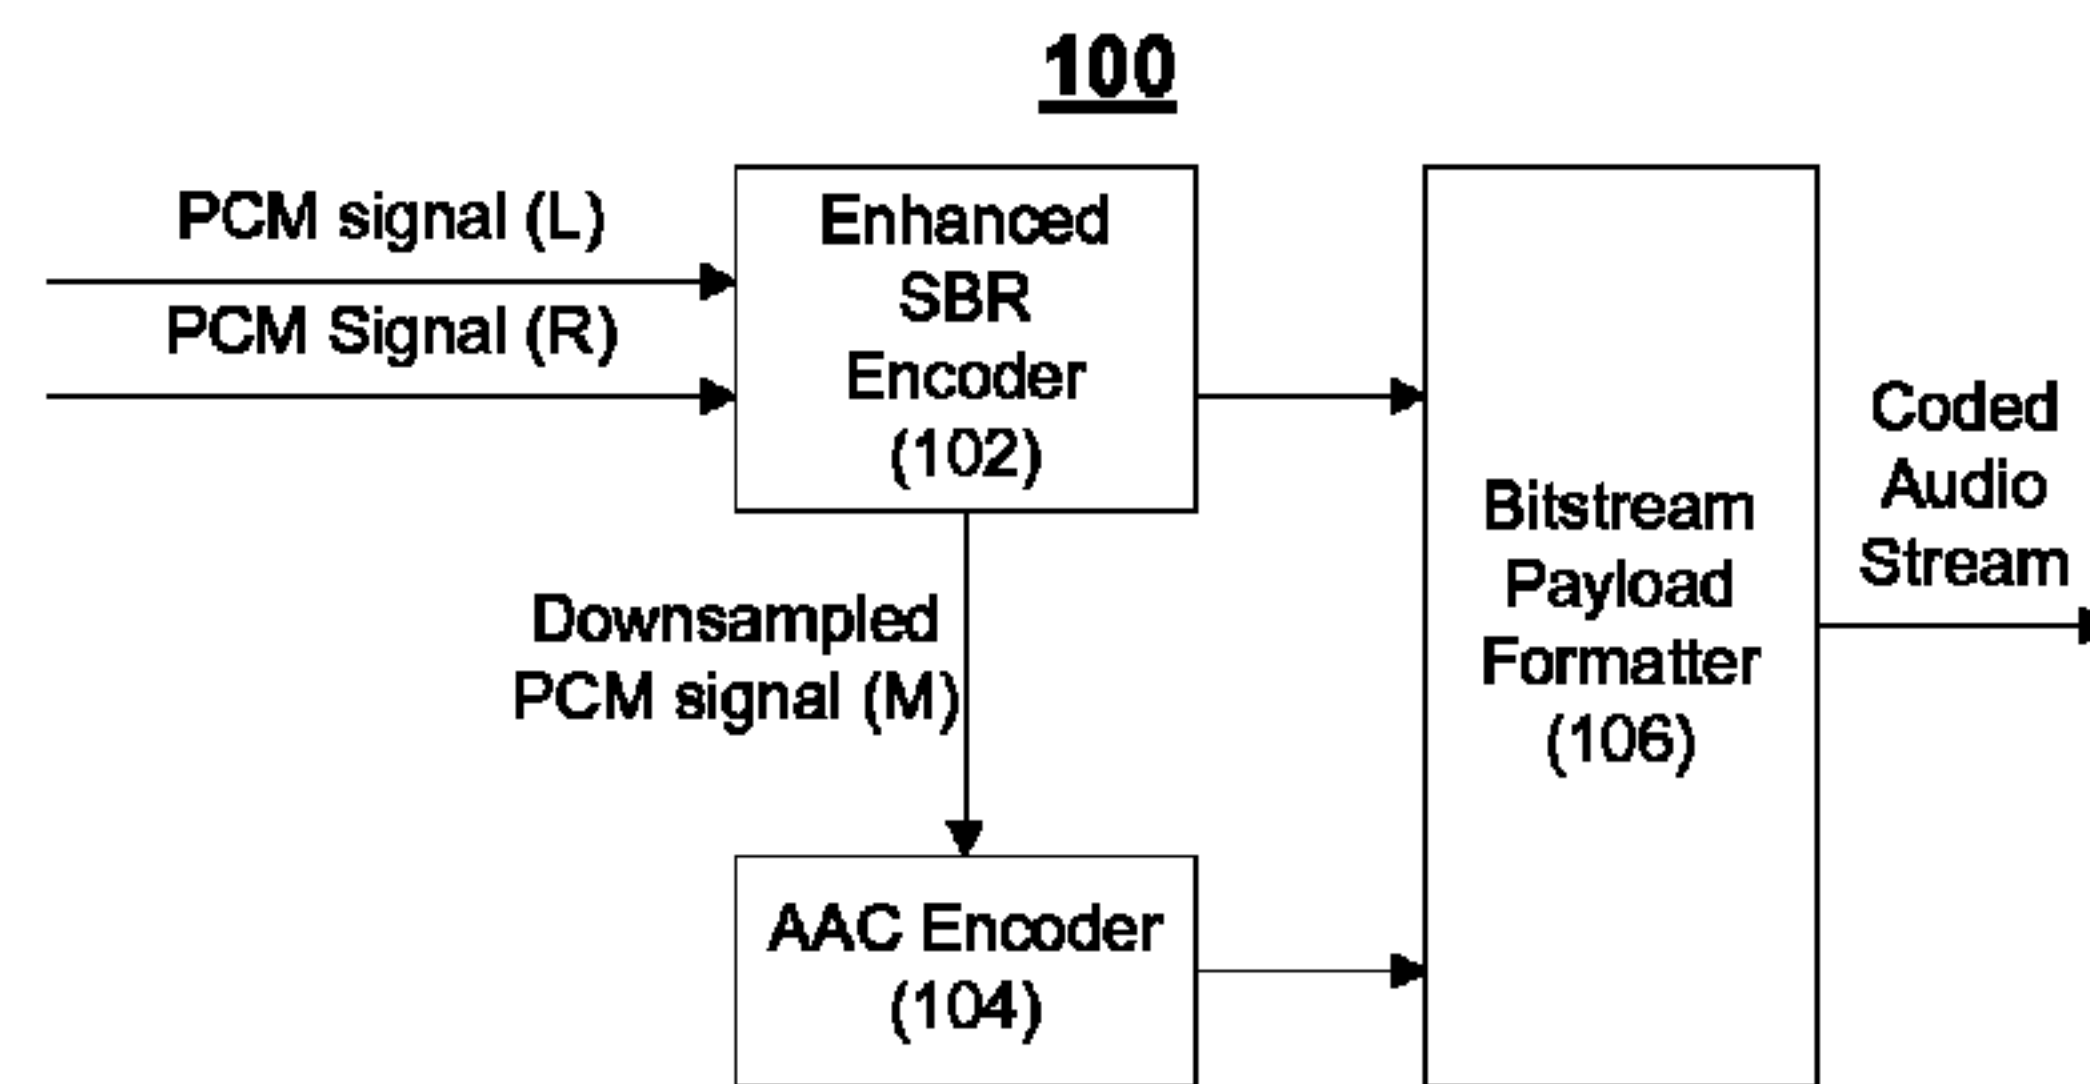 100
PCM signal (L)
PCM Signal (R)
Enhanced
SBR
Encoder
(102)
Downsampled
PCM signal (M)
AAC Encoder
(104)
Bitstream
Payload
Formatter
(106)
Coded
Audio
Stream